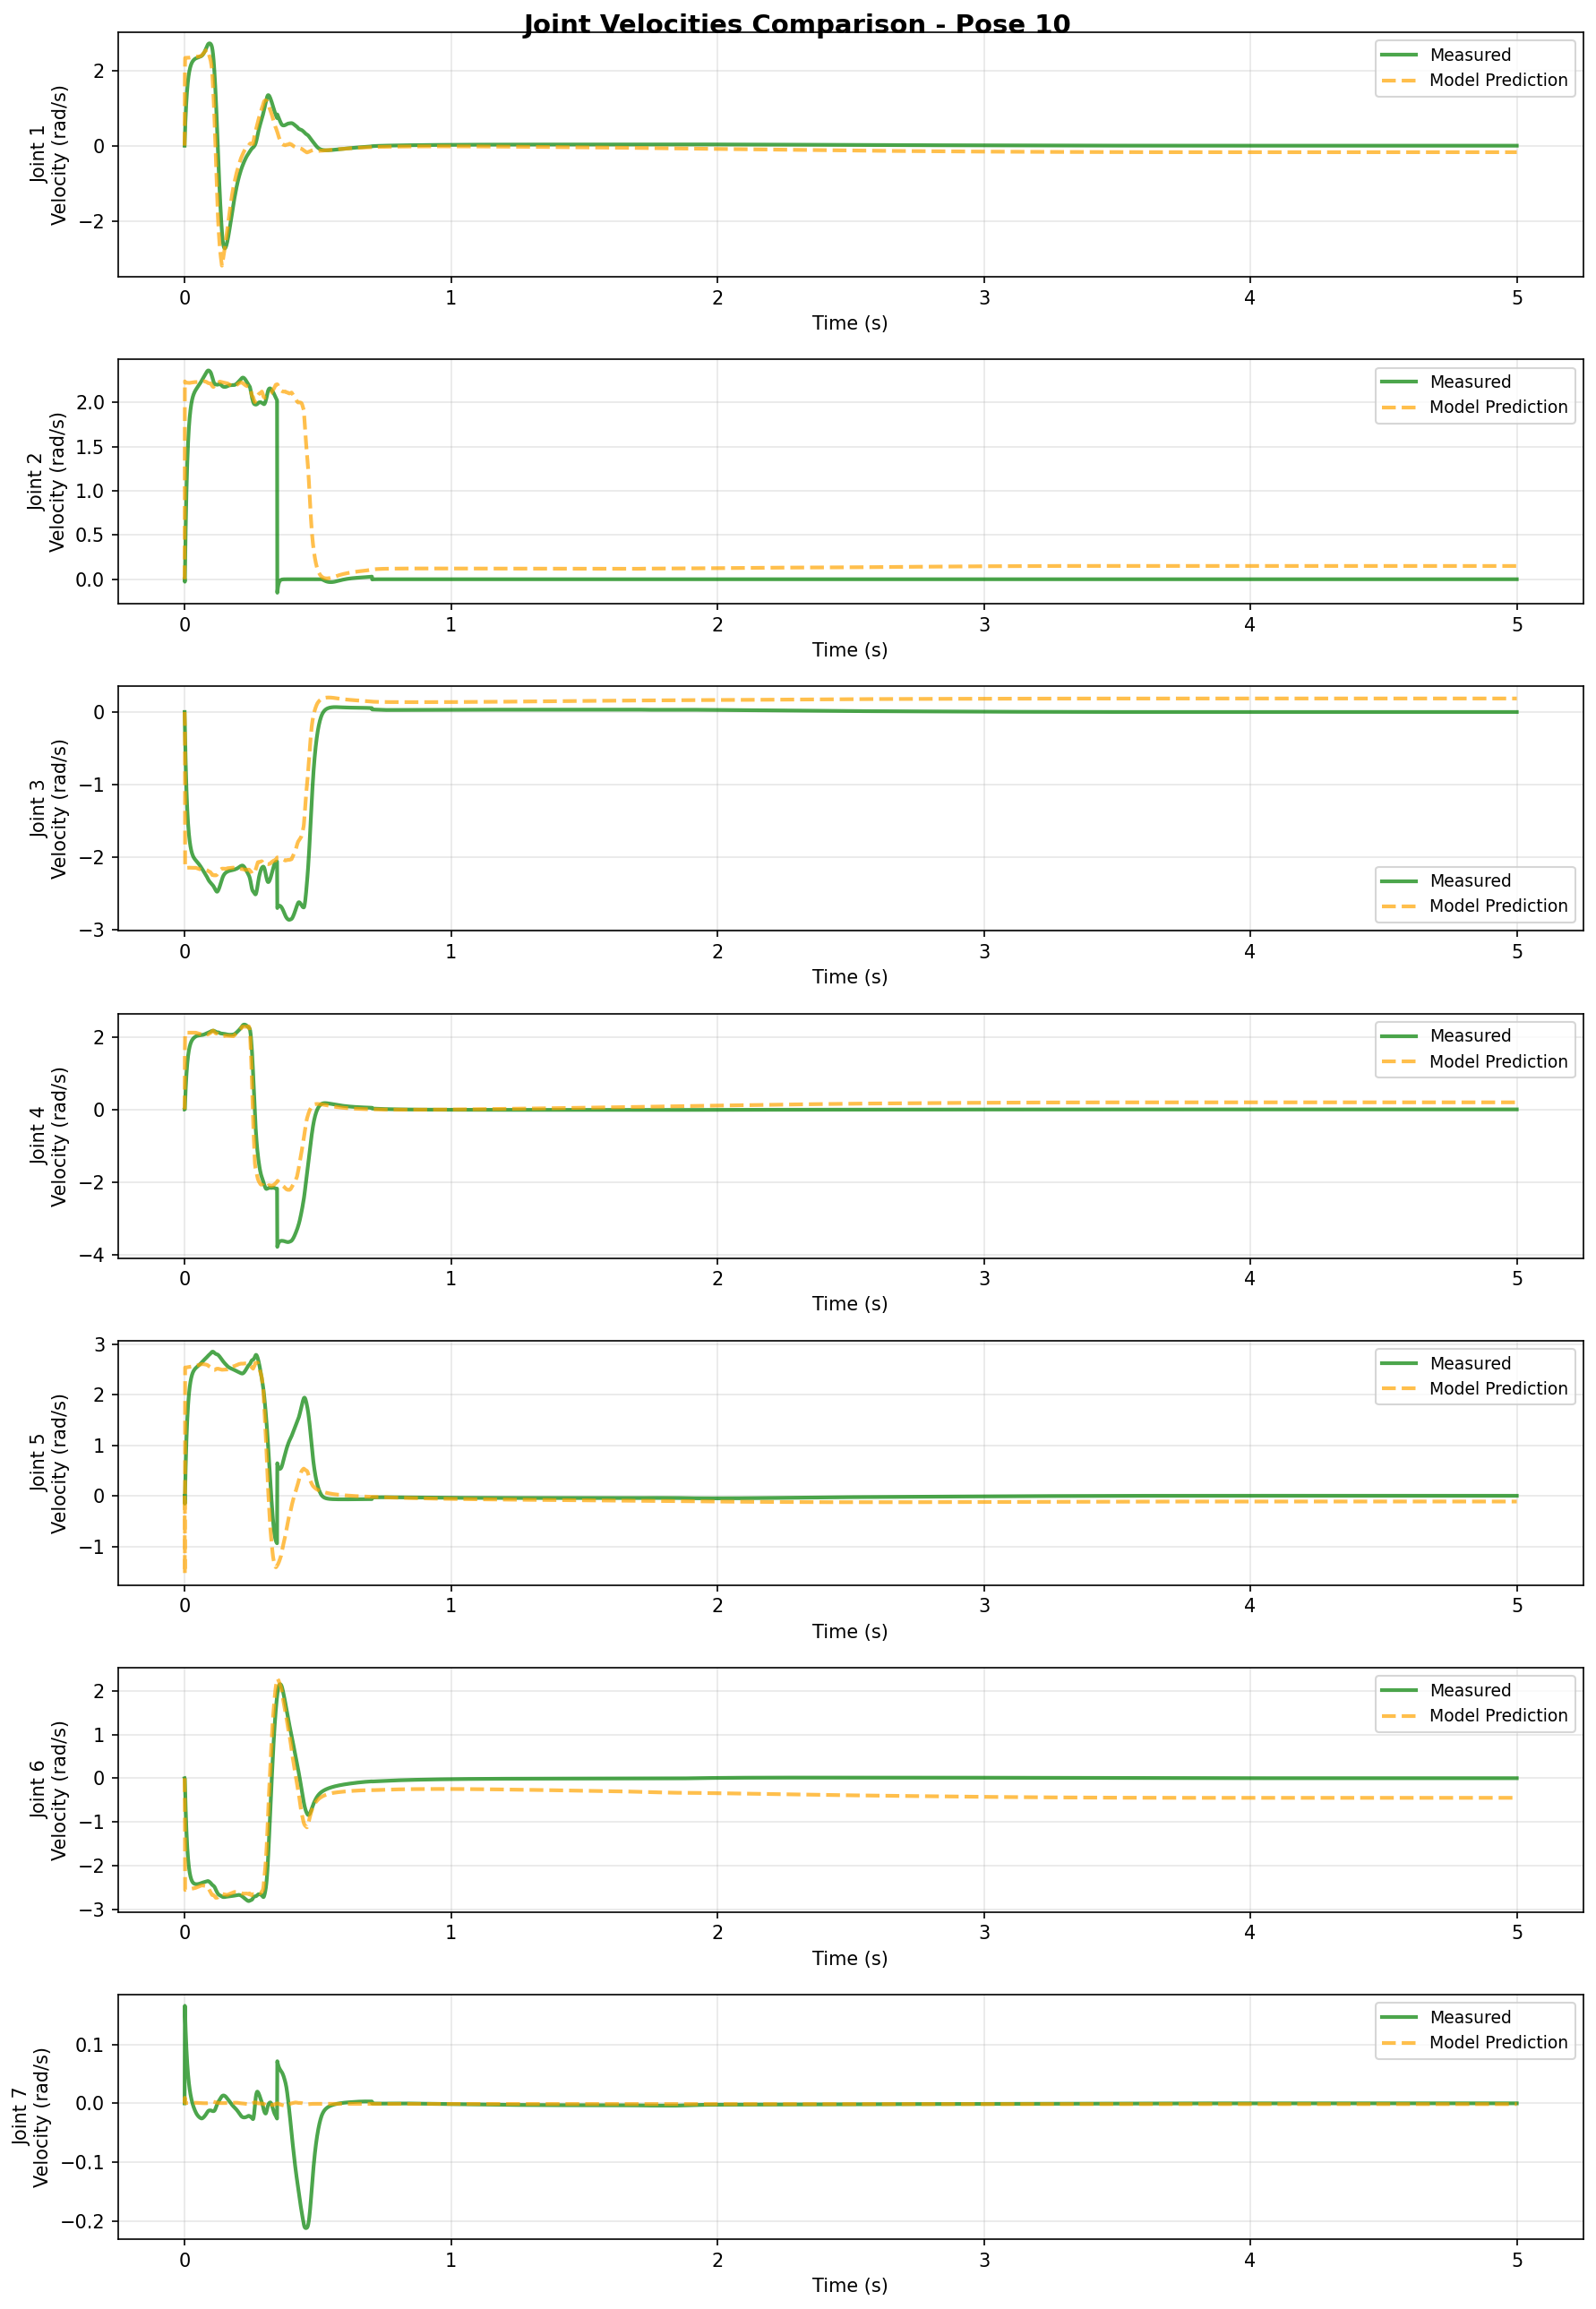 Joint Velocities Comparison - Pose 10
Joint 1
Velocity (rad/s)
2
0
−2
Measured
Model Prediction
0 1 2 3 4 5
Time (s)
Joint 2
Velocity (rad/s)
2.0
1.5
1.0
0.5
0.0
Measured
Model Prediction
0 1 2 3 4 5
Time (s)
Joint 3
Velocity (rad/s)
0
−1
−2
−3
Measured
Model Prediction
0 1 2 3 4 5
Time (s)
Joint 4
Velocity (rad/s)
2
0
−2
−4
Measured
Model Prediction
0 1 2 3 4 5
Time (s)
Joint 5
Velocity (rad/s)
3
2
1
0
−1
Measured
Model Prediction
0 1 2 3 4 5
Time (s)
Joint 6
Velocity (rad/s)
2
1
0
−1
−2
−3
Measured
Model Prediction
0 1 2 3 4 5
Time (s)
Joint 7
Velocity (rad/s)
0.1
0.0
−0.1
−0.2
Measured
Model Prediction
0 1 2 3 4 5
Time (s)